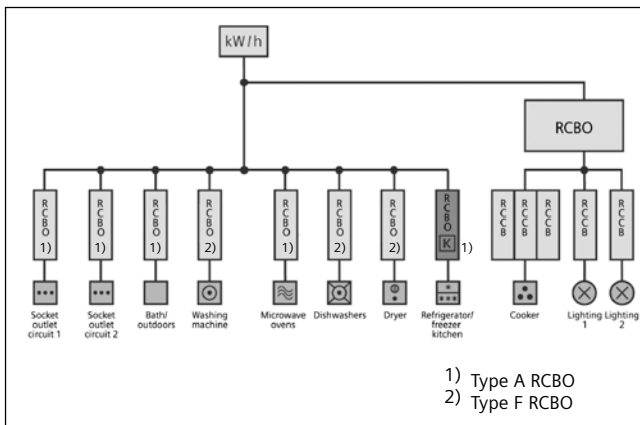 kW/h
RCBO
RCBO 1)
RCBO 1)
RCBO 1)
RCBO 2)
RCBO 1)
RCBO 2)
RCBO 2)
RCBO K 1)
RCCB
RCCB
RCCB
RCCB
RCCB
Socket
outlet
circuit 1
Socket
outlet
circuit 2
Bath/
outdoors
Washing
machine
Microwave
ovens
Dishwashers
Dryer
Refrigerator/
freezer
kitchen
Cooker
Lighting
1
Lighting
2
1) Type A RCBO
2) Type F RCBO